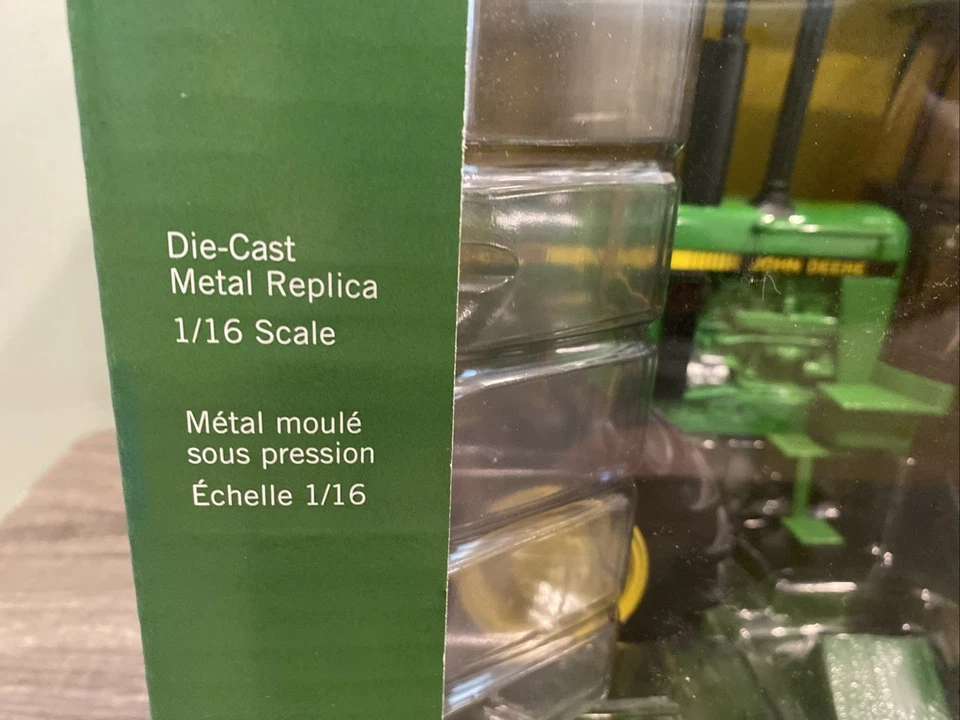 Die-Cast
Metal Replica
1/16 Scale
Métal moulé
sous pression
Échelle 1/16
JOHN DEERE